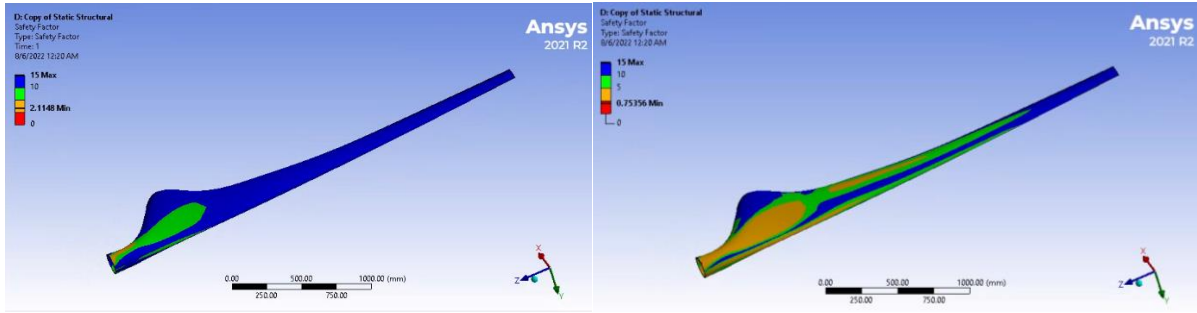 D: Copy of Static Structural
Safety Factor
Type: Safety Factor
Time: 1
8/6/2022 12:20 AM
15 Max
10
2.1148 Min
0
Ansys
2021 R2
0.00
500.00
1000.00 (mm)
250.00
750.00
X
Z
Y
D: Copy of Static Structural
Safety Factor
Type: Safety Factor
8/6/2022 12:20 AM
15 Max
10
5
0.75356 Min
0
Ansys
2021 R2
0.00
500.00
1000.00 (mm)
250.00
750.00
X
Z
Y